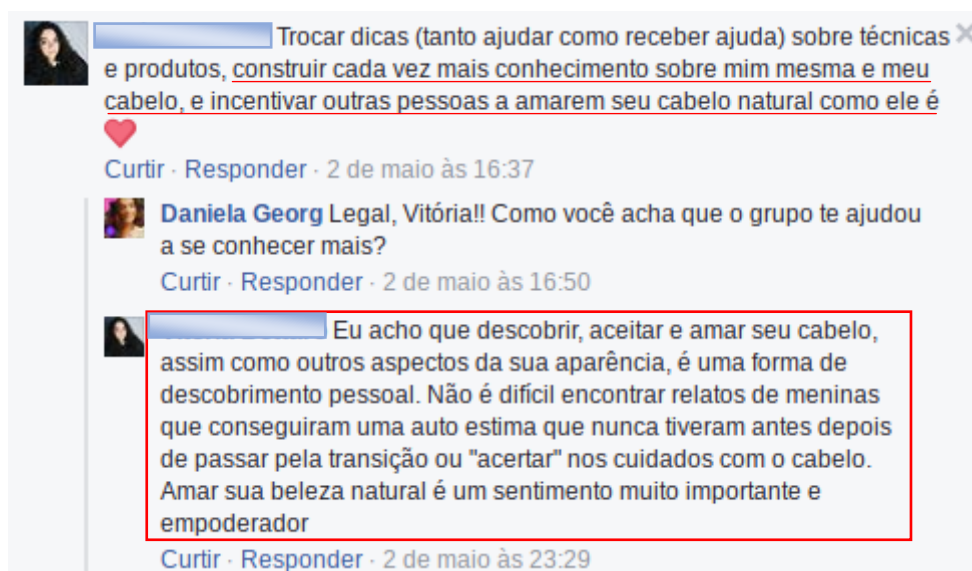 Trocar dicas (tanto ajudar como receber ajuda) sobre técnicas
e produtos, construir cada vez mais conhecimento sobre mim mesma e meu
cabelo, e incentivar outras pessoas a amarem seu cabelo natural como ele é
❤
Curtir · Responder · 2 de maio às 16:37
Daniela Georg Legal, Vitória!! Como você acha que o grupo te ajudou
a se conhecer mais?
Curtir · Responder · 2 de maio às 16:50
Eu acho que descobrir, aceitar e amar seu cabelo,
assim como outros aspectos da sua aparência, é uma forma de
descobrimento pessoal. Não é difícil encontrar relatos de meninas
que conseguiram uma auto estima que nunca tiveram antes depois
de passar pela transição ou "acertar" nos cuidados com o cabelo.
Amar sua beleza natural é um sentimento muito importante e
empoderador
Curtir · Responder · 2 de maio às 23:29